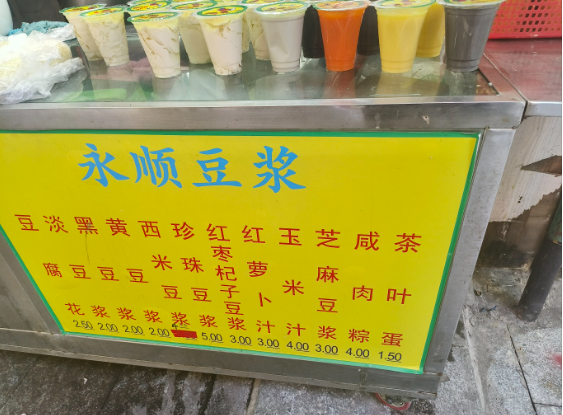 永顺豆浆
豆腐花 2.50
淡豆浆 2.00
黑豆浆 2.00
黄豆浆 2.00
西米豆浆
珍珠豆浆 5.00
红枣杞子豆浆 3.00
红萝卜汁 3.00
玉米汁 4.00
芝麻豆浆 3.00
咸肉粽 4.00
茶叶蛋 1.50